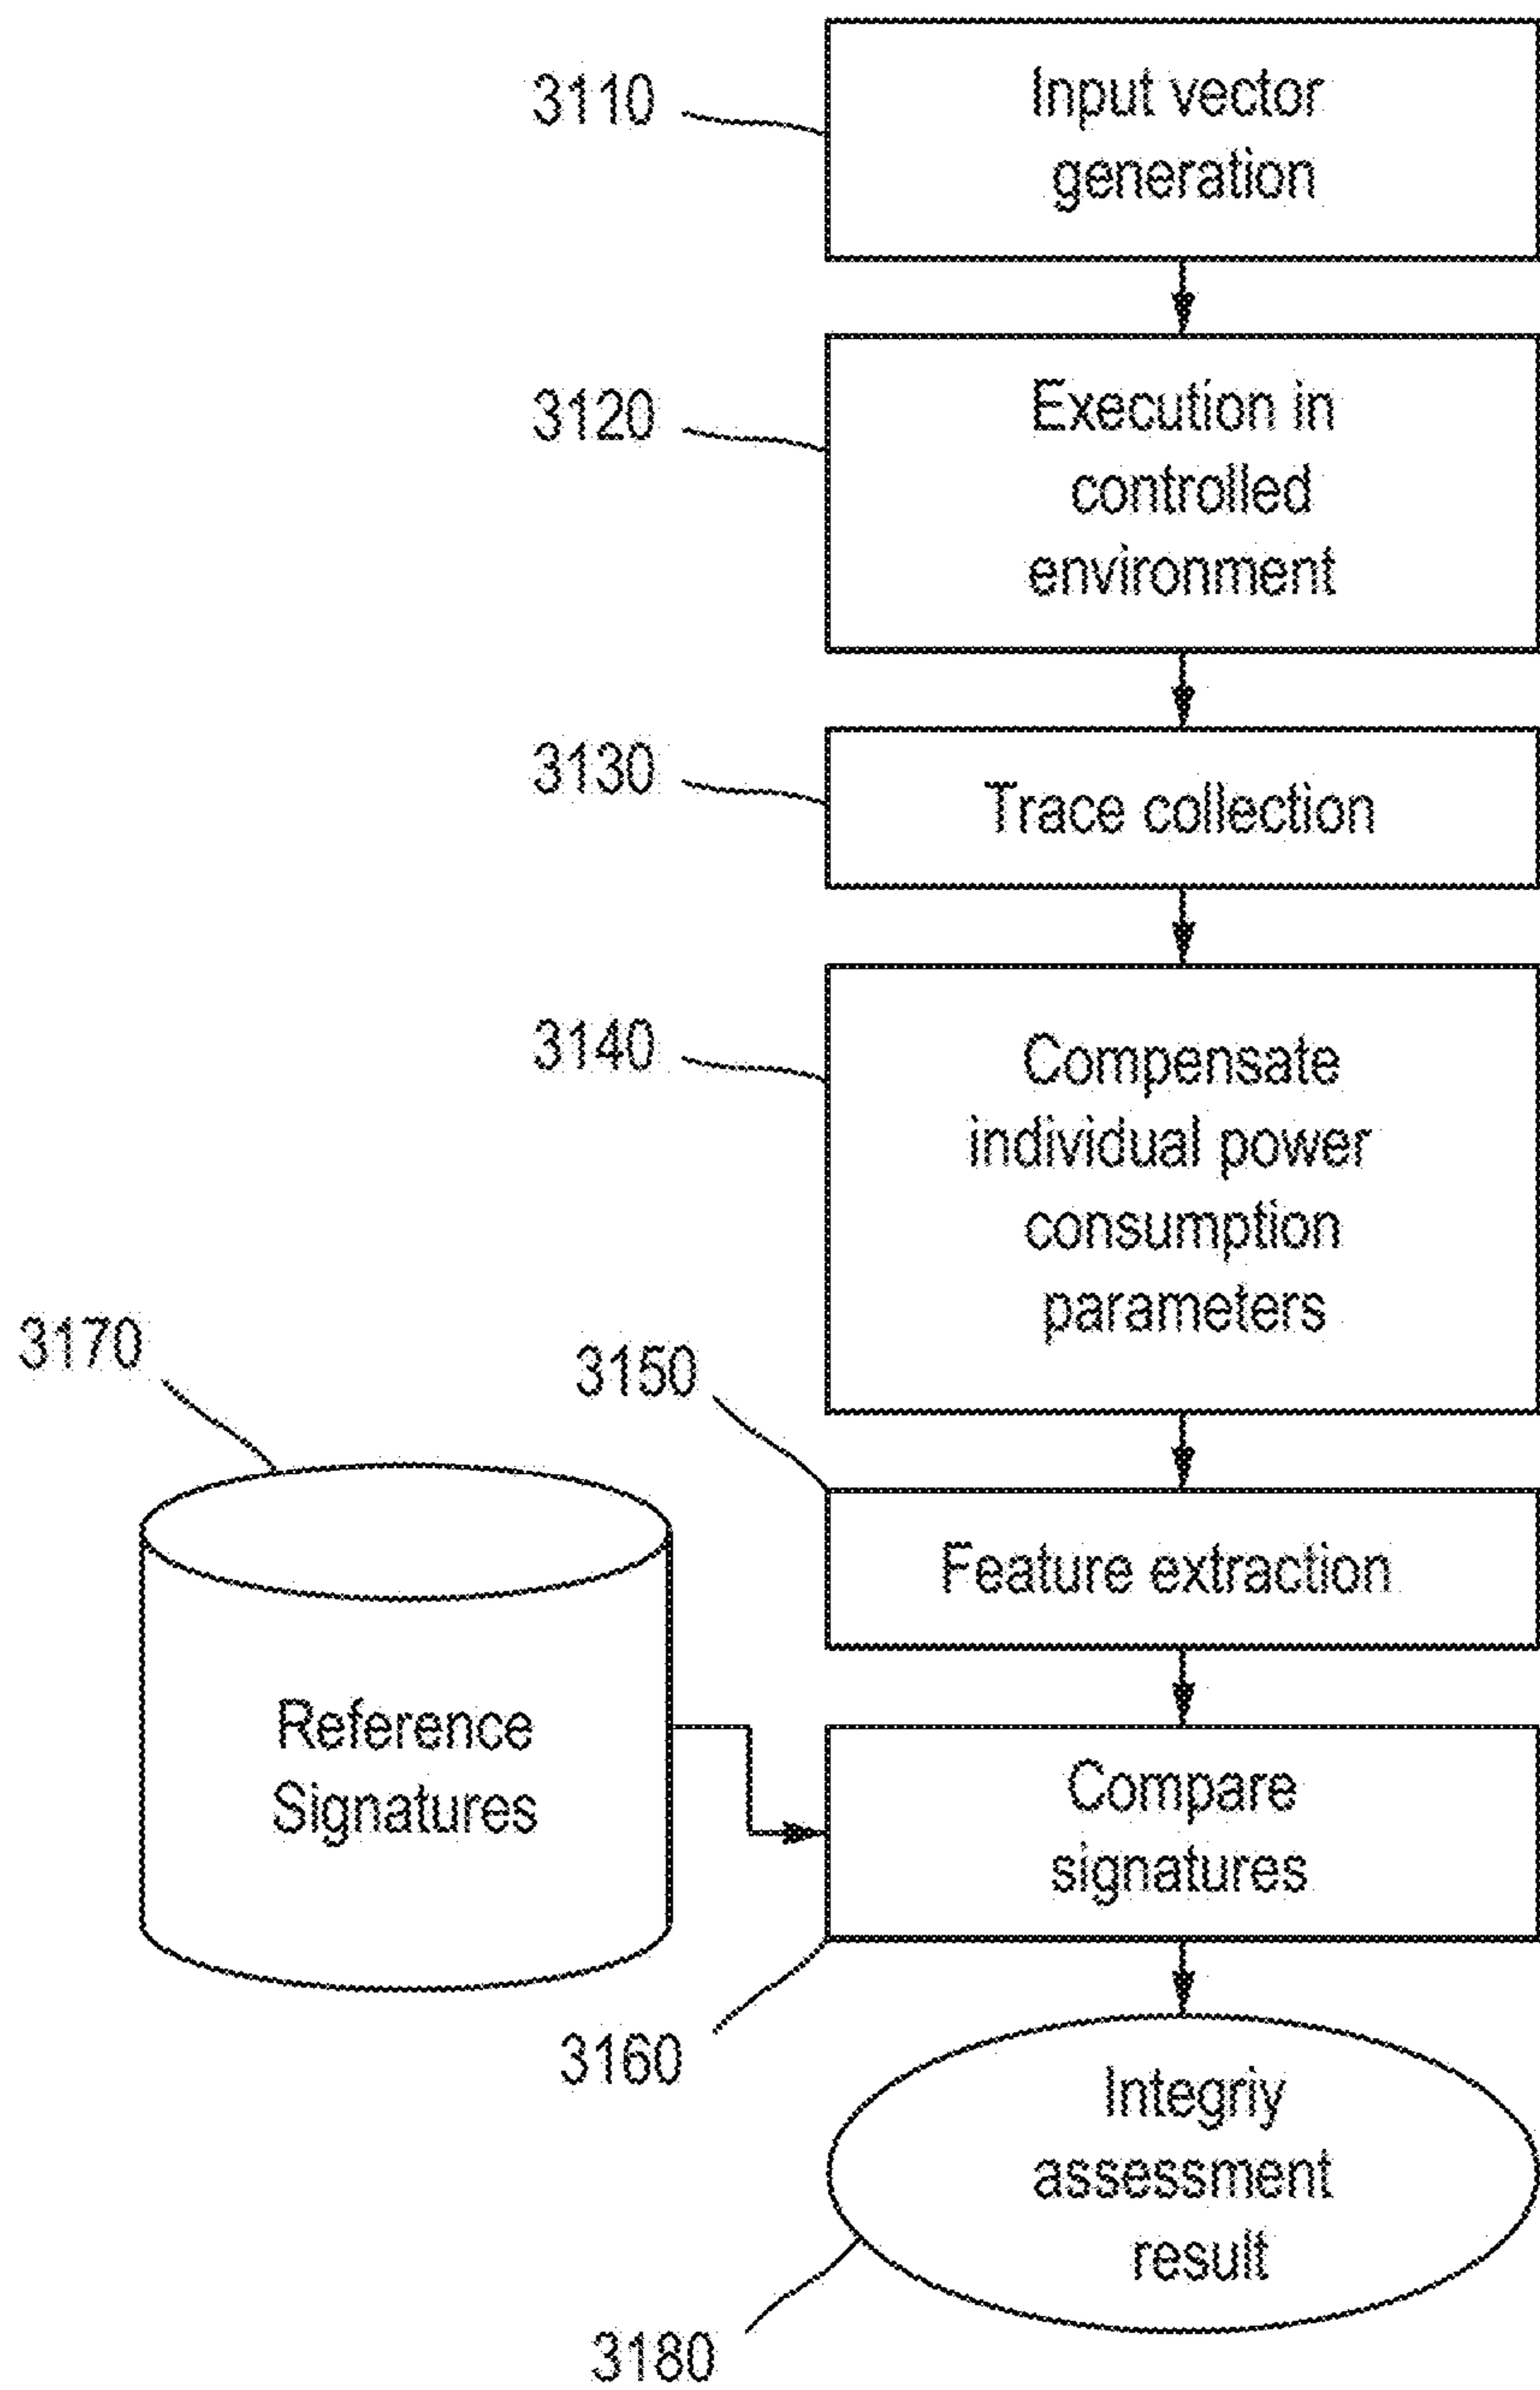 3110
Input vector
generation
3120
Execution in
controlled
environment
3130
Trace collection
3140
Compensate
individual power
consumption
parameters
3170
3150
Feature extraction
Reference
Signatures
Compare
signatures
3160
Integriy
assessment
result
3180